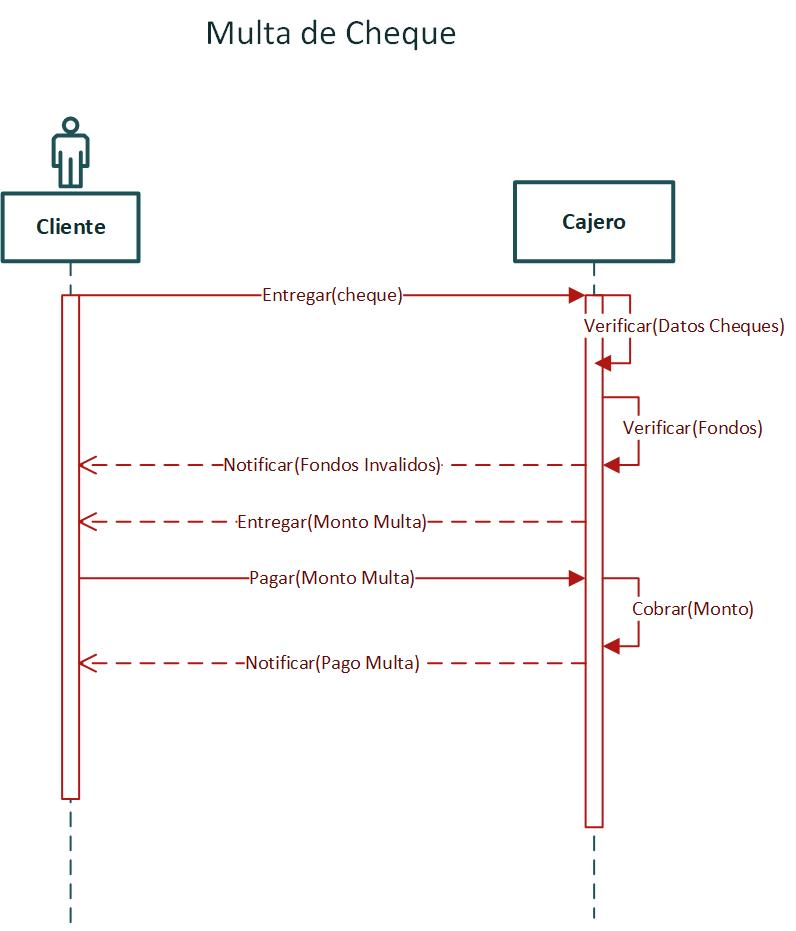 Multa de Cheque
Cliente
Cajero
Entregar(cheque)
Verificar(Datos Cheques)
Verificar(Fondos)
Notificar(Fondos Invalidos)
Entregar(Monto Multa)
Pagar(Monto Multa)
Cobrar(Monto)
Notificar(Pago Multa)